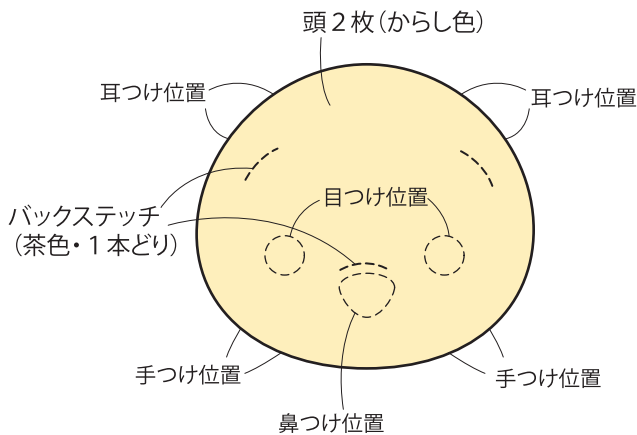 頭２枚（からし色）
耳つけ位置
耳つけ位置
目つけ位置
バックステッチ
（茶色・１本どり）
手つけ位置
手つけ位置
鼻つけ位置